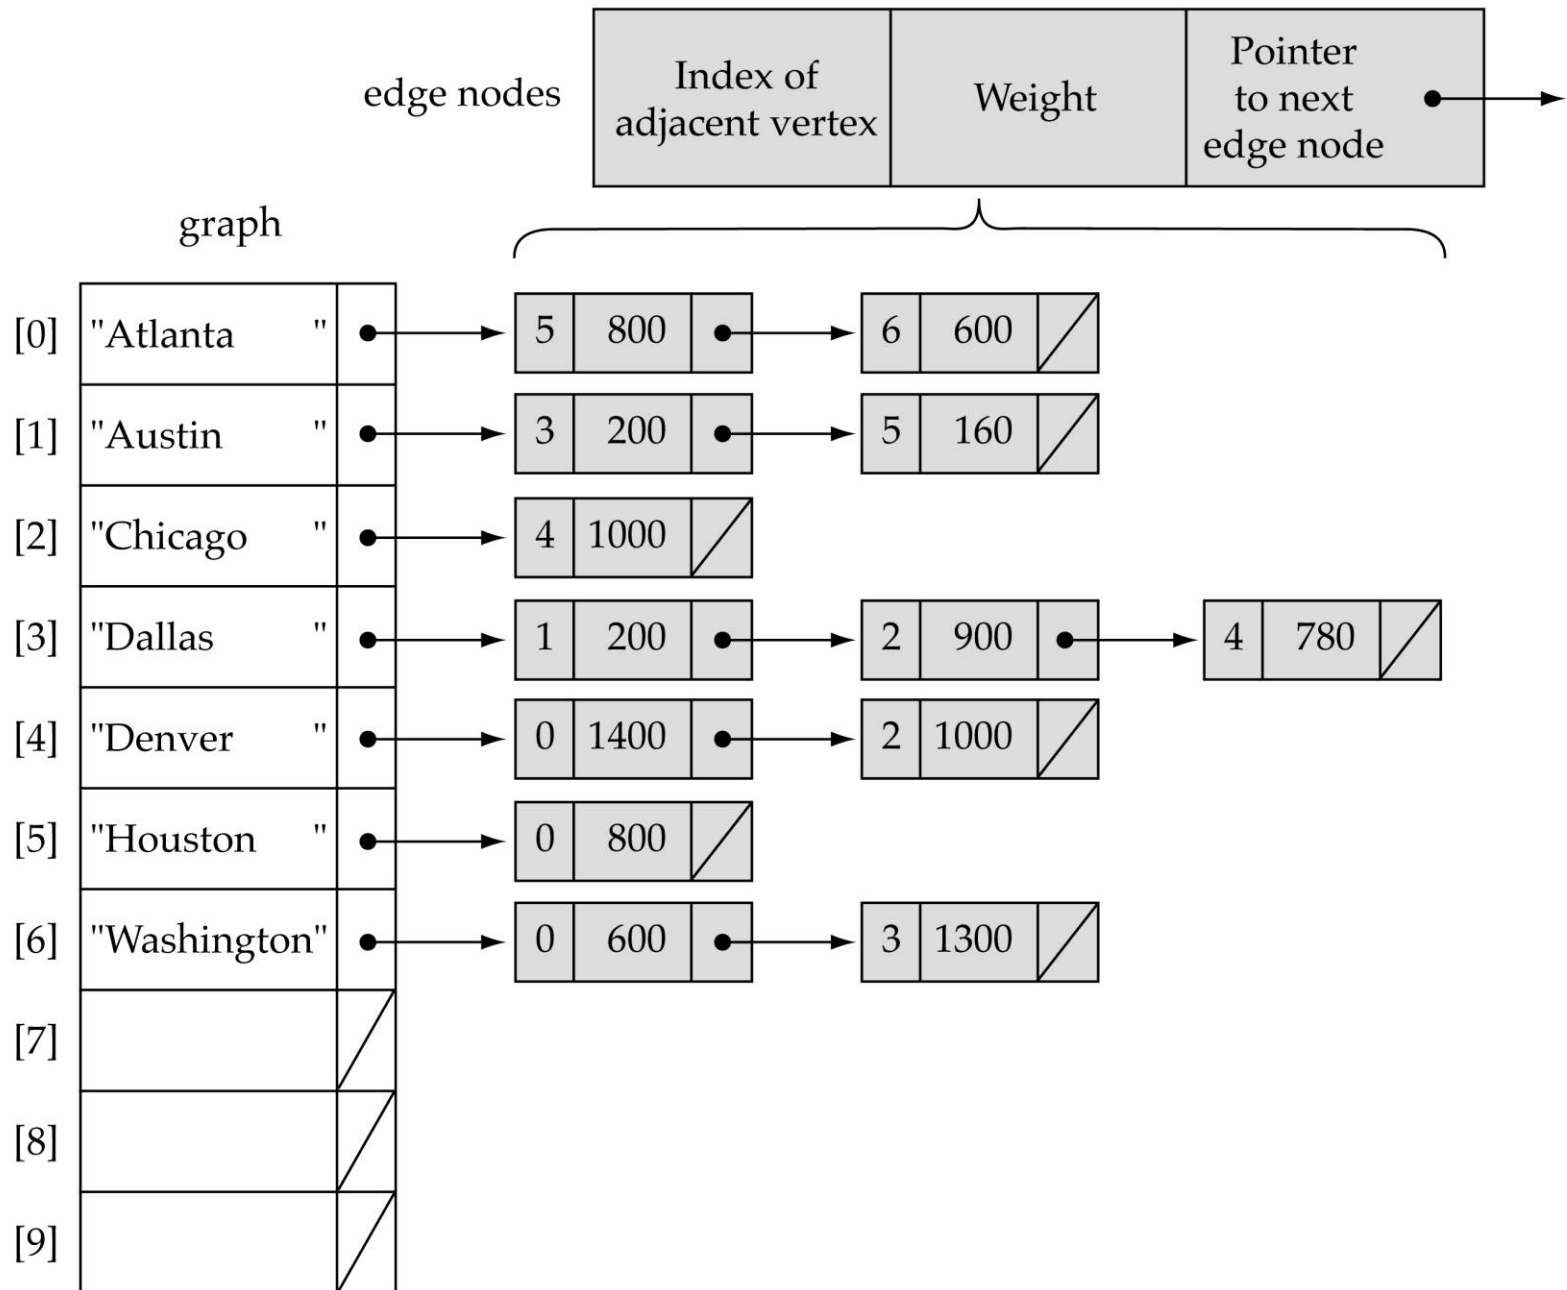 edge nodes
Index of
adjacent vertex
Weight
Pointer
to next
edge node
graph
[0] "Atlanta " 5 800 6 600
[1] "Austin " 3 200 5 160
[2] "Chicago " 4 1000
[3] "Dallas " 1 200 2 900 4 780
[4] "Denver " 0 1400 2 1000
[5] "Houston " 0 800
[6] "Washington" 0 600 3 1300
[7]
[8]
[9]